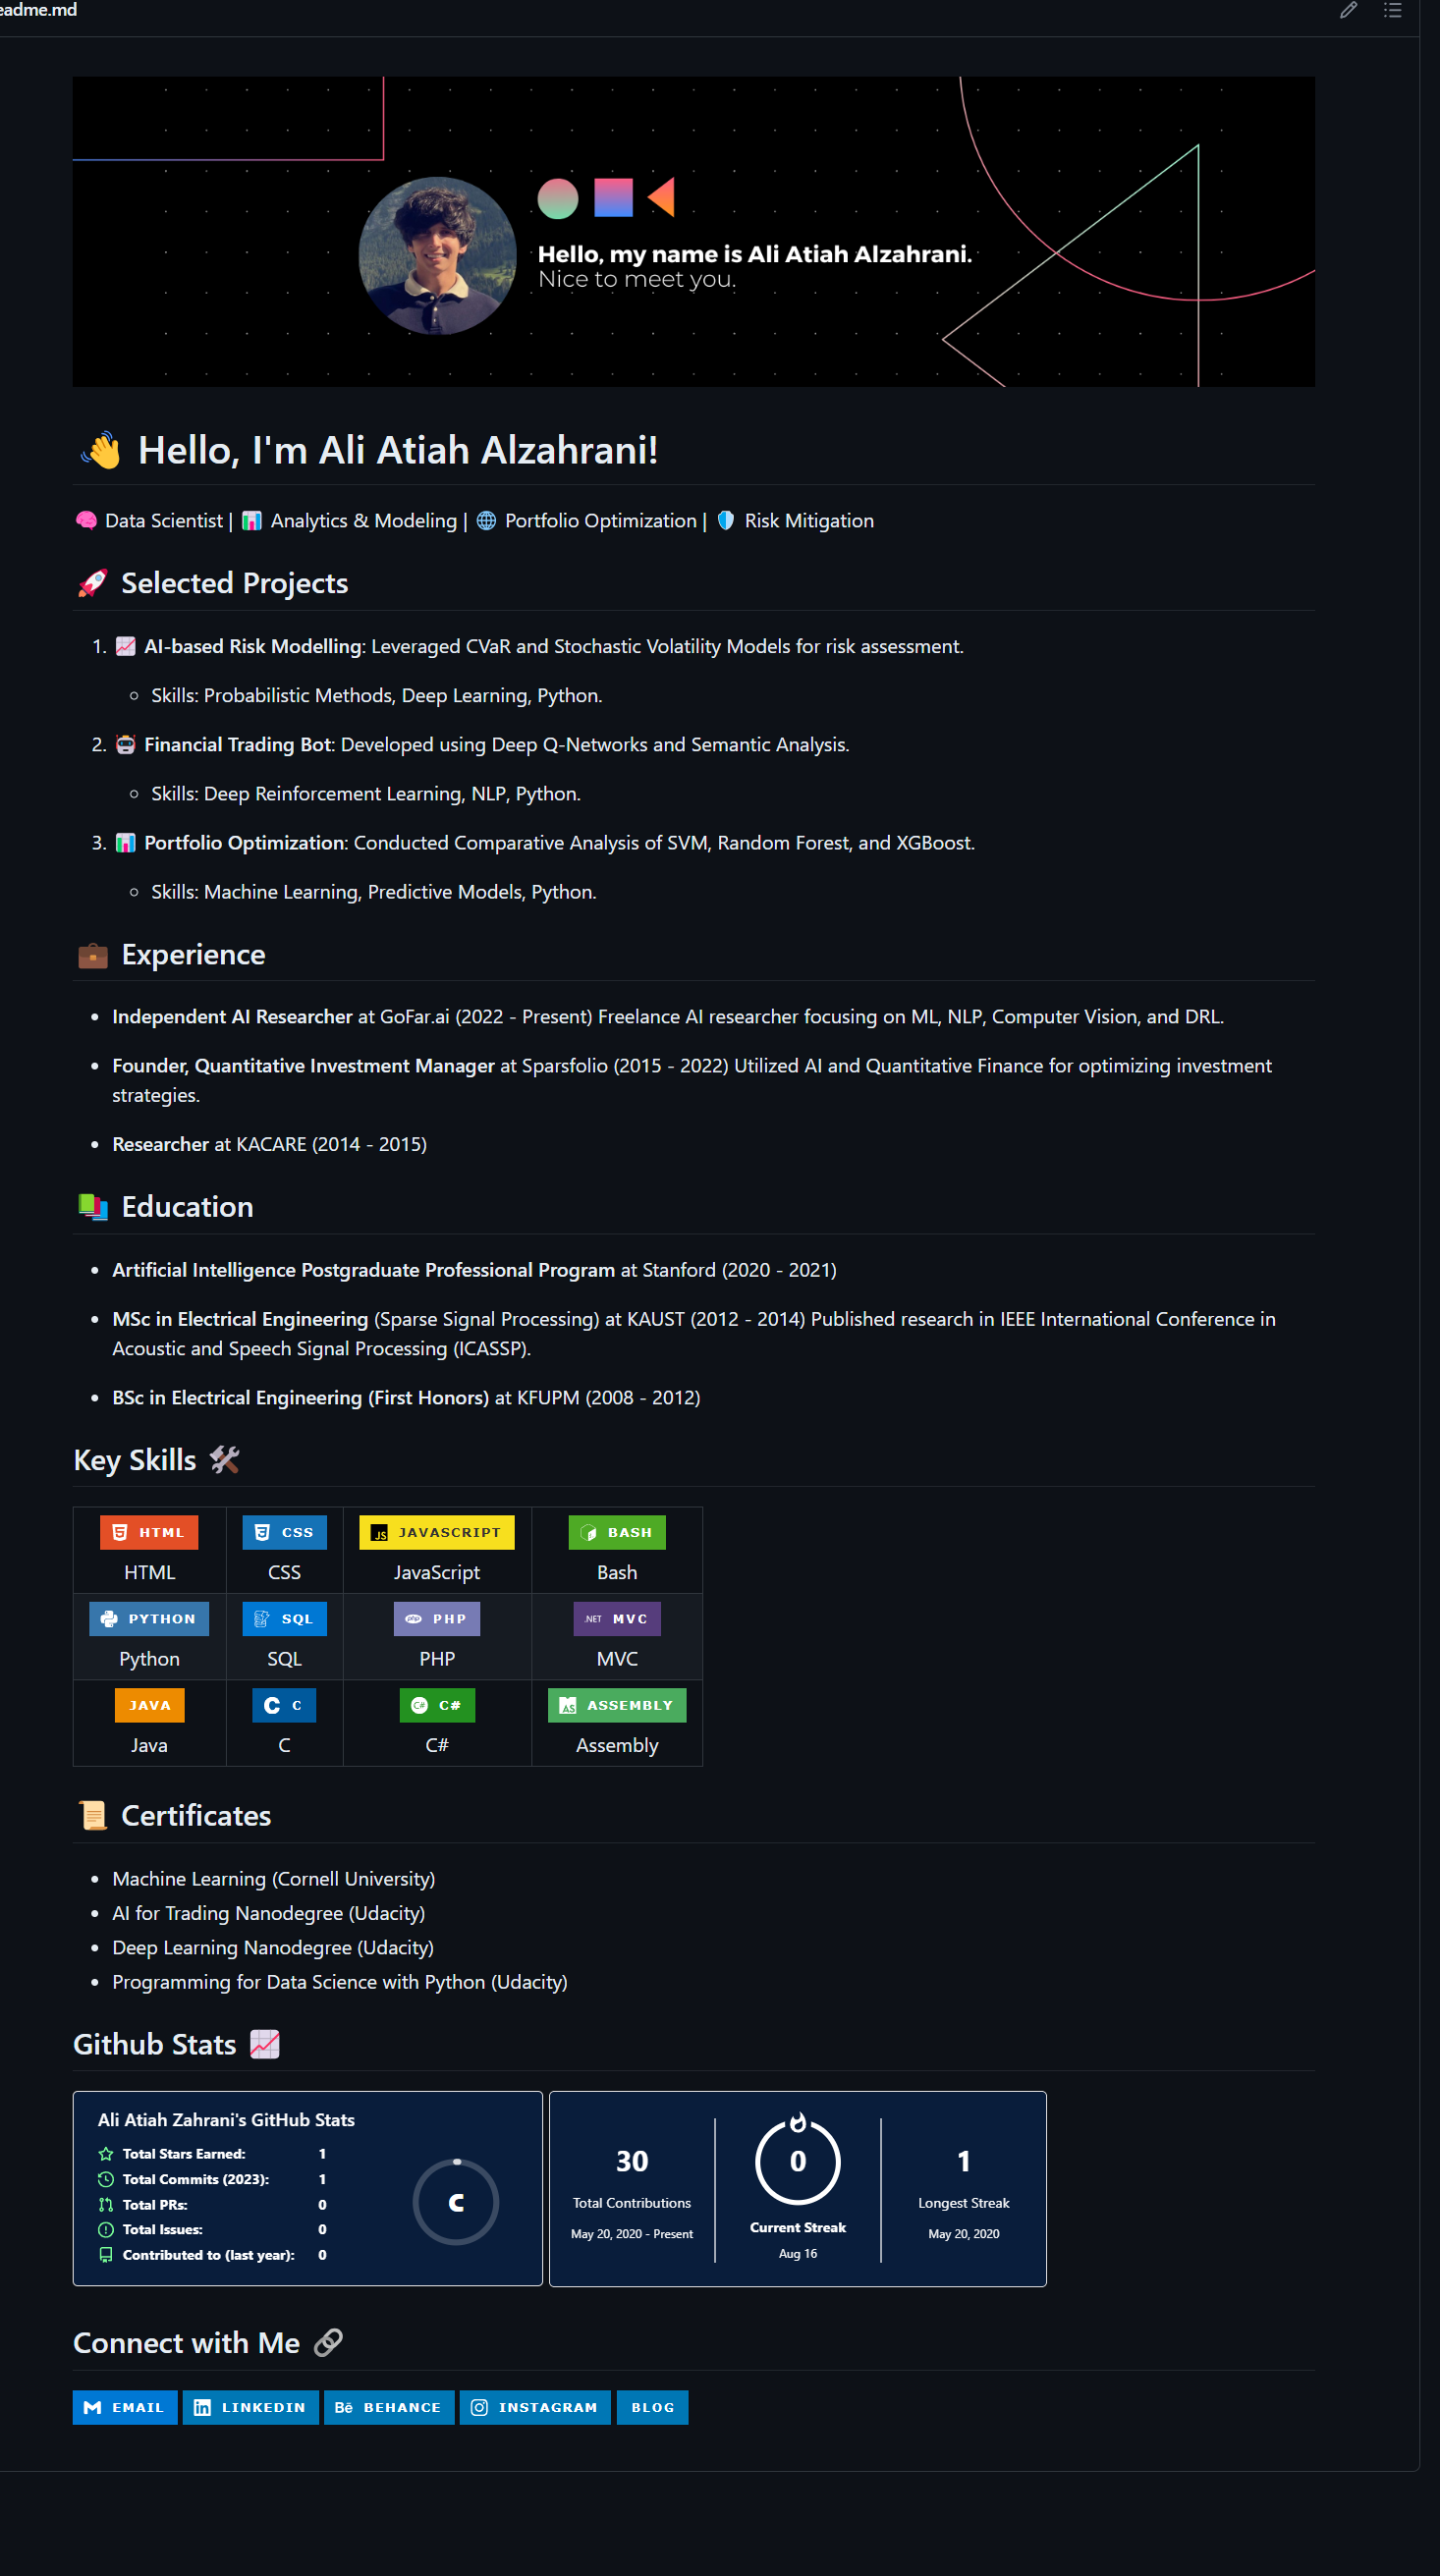 eadme.md
Hello, my name is Ali Atiah Alzahrani.
Nice to meet you.
👋 Hello, I'm Ali Atiah Alzahrani!
🧠 Data Scientist | 📊 Analytics & Modeling | 🌐 Portfolio Optimization | 🛡️ Risk Mitigation
🚀 Selected Projects
1. 📈 AI-based Risk Modelling: Leveraged CVaR and Stochastic Volatility Models for risk assessment.
Skills: Probabilistic Methods, Deep Learning, Python.
2. 🤖 Financial Trading Bot: Developed using Deep Q-Networks and Semantic Analysis.
Skills: Deep Reinforcement Learning, NLP, Python.
3. 📊 Portfolio Optimization: Conducted Comparative Analysis of SVM, Random Forest, and XGBoost.
Skills: Machine Learning, Predictive Models, Python.
💼 Experience
Independent AI Researcher at GoFar.ai (2022 - Present) Freelance AI researcher focusing on ML, NLP, Computer Vision, and DRL.
Founder, Quantitative Investment Manager at Sparsfolio (2015 - 2022) Utilized AI and Quantitative Finance for optimizing investment
strategies.
Researcher at KACARE (2014 - 2015)
📚 Education
Artificial Intelligence Postgraduate Professional Program at Stanford (2020 - 2021)
MSc in Electrical Engineering (Sparse Signal Processing) at KAUST (2012 - 2014) Published research in IEEE International Conference in
Acoustic and Speech Signal Processing (ICASSP).
BSc in Electrical Engineering (First Honors) at KFUPM (2008 - 2012)
Key Skills 🛠️
HTML CSS JS JAVASCRIPT BASH
HTML CSS JavaScript Bash
PYTHON SQL php PHP .NET MVC
Python SQL PHP MVC
JAVA C C C# C# AS ASSEMBLY
Java C C# Assembly
📜 Certificates
Machine Learning (Cornell University)
AI for Trading Nanodegree (Udacity)
Deep Learning Nanodegree (Udacity)
Programming for Data Science with Python (Udacity)
Github Stats 📈
Ali Atiah Zahrani's GitHub Stats
Total Stars Earned: 1
Total Commits (2023): 1
Total PRs: 0
Total Issues: 0
Contributed to (last year): 0
C
30
Total Contributions
May 20, 2020 - Present
0
Current Streak
Aug 16
1
Longest Streak
May 20, 2020
Connect with Me 🔗
EMAIL in LINKEDIN Bē BEHANCE INSTAGRAM BLOG